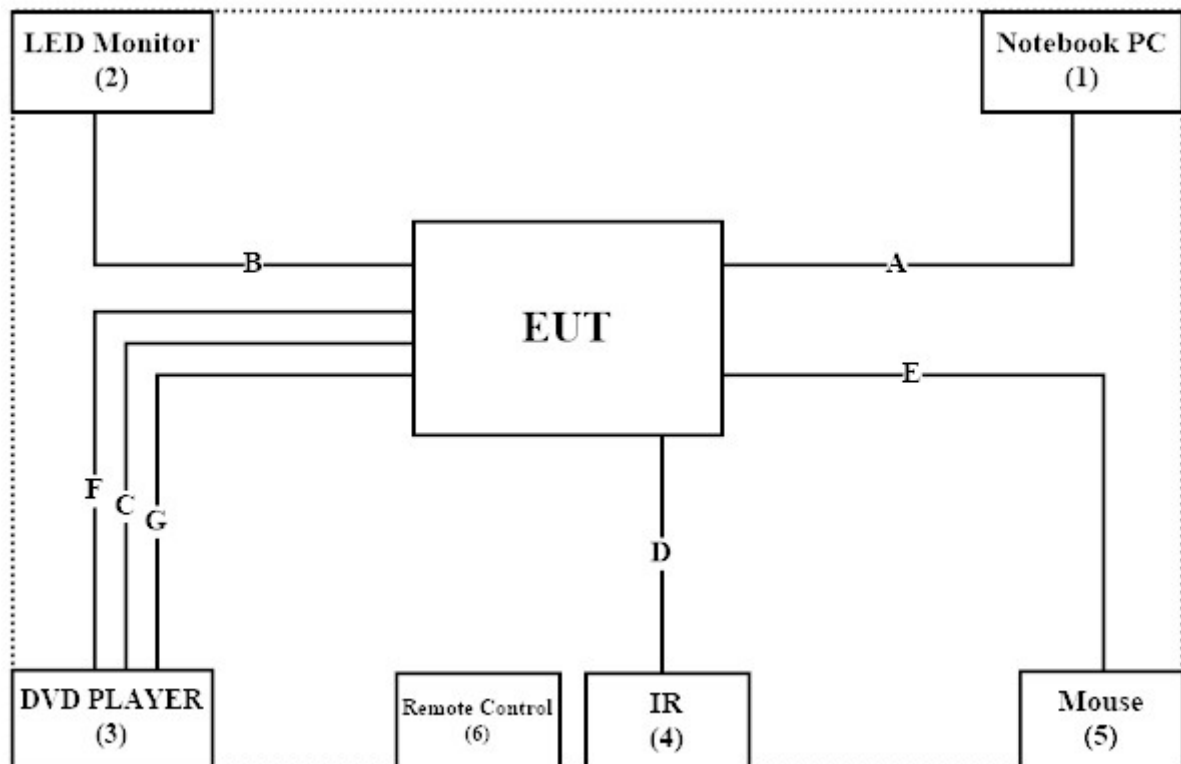 LED Monitor
(2)
Notebook PC
(1)
B
A
EUT
E
F
C
G
D
DVD PLAYER
(3)
Remote Control
(6)
IR
(4)
Mouse
(5)